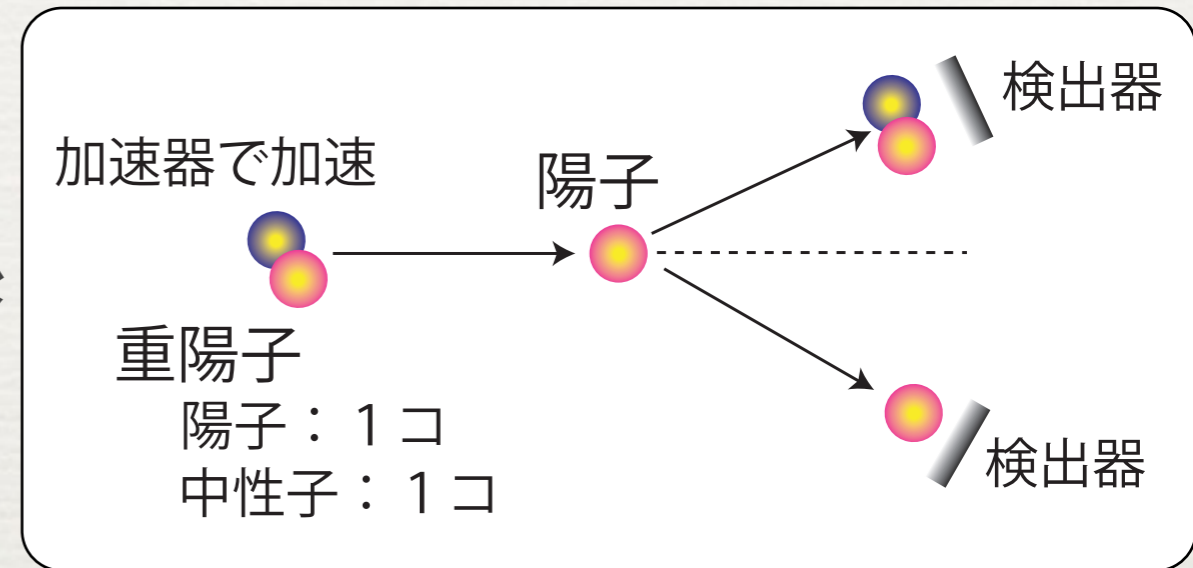 加速器で加速
陽子
検出器
重陽子
陽子：１コ
中性子：１コ
検出器